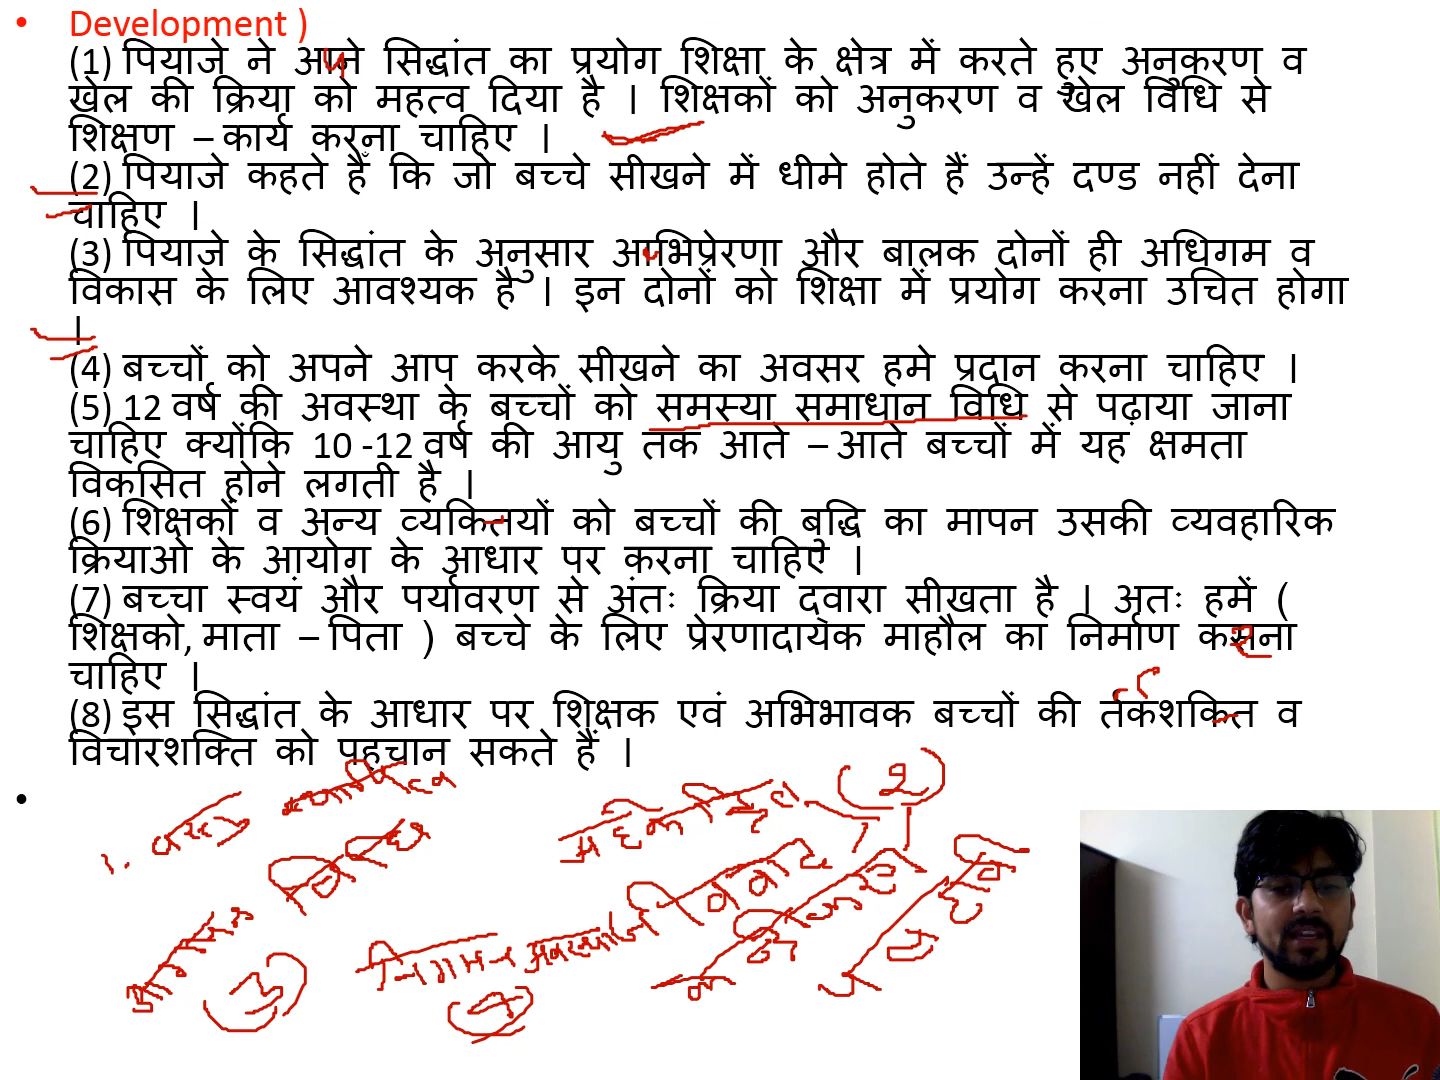 Development )
(1) पियाजे ने अपने सिद्धांत का प्रयोग शिक्षा के क्षेत्र में करते हुए अनुकरण व
खेल की क्रिया को महत्व दिया है । शिक्षकों को अनुकरण व खेल विधि से
शिक्षण – कार्य करना चाहिए ।
(2) पियाजे कहते हैं कि जो बच्चे सीखने में धीमे होते हैं उन्हें दण्ड नहीं देना
चाहिए ।
(3) पियाजे के सिद्धांत के अनुसार अभिप्रेरणा और बालक दोनों ही अधिगम व
विकास के लिए आवश्यक है । इन दोनों को शिक्षा में प्रयोग करना उचित होगा
।
(4) बच्चों को अपने आप करके सीखने का अवसर हमे प्रदान करना चाहिए ।
(5) 12 वर्ष की अवस्था के बच्चों को समस्या समाधान विधि से पढ़ाया जाना
चाहिए क्योंकि 10 -12 वर्ष की आयु तक आते – आते बच्चों में यह क्षमता
विकसित होने लगती है ।
(6) शिक्षकों व अन्य व्यक्तियों को बच्चों की बुद्धि का मापन उसकी व्यवहारिक
क्रियाओ के आयोग के आधार पर करना चाहिए ।
(7) बच्चा स्वयं और पर्यावरण से अंतः क्रिया द्वारा सीखता है । अतः हमें (
शिक्षको, माता – पिता ) बच्चे के लिए प्रेरणादायक माहौल का निर्माण करना
चाहिए ।
(8) इस सिद्धांत के आधार पर शिक्षक एवं अभिभावक बच्चों की र्तकशक्ति व
विचारशक्ति को पहचान सकते हैं ।
1. वस्तु स्थायित्व